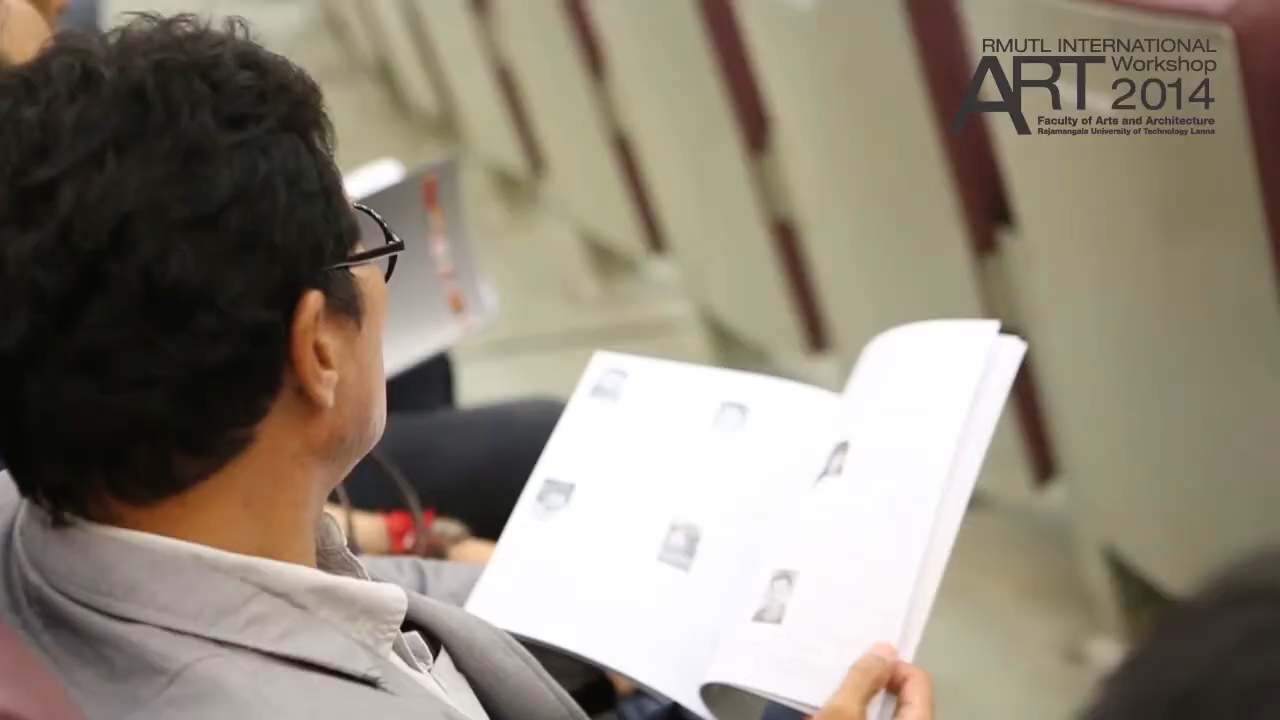 RMUTL INTERNATIONAL
ART Workshop
2014
Faculty of Arts and Architecture
Rajamangala University of Technology Lanna